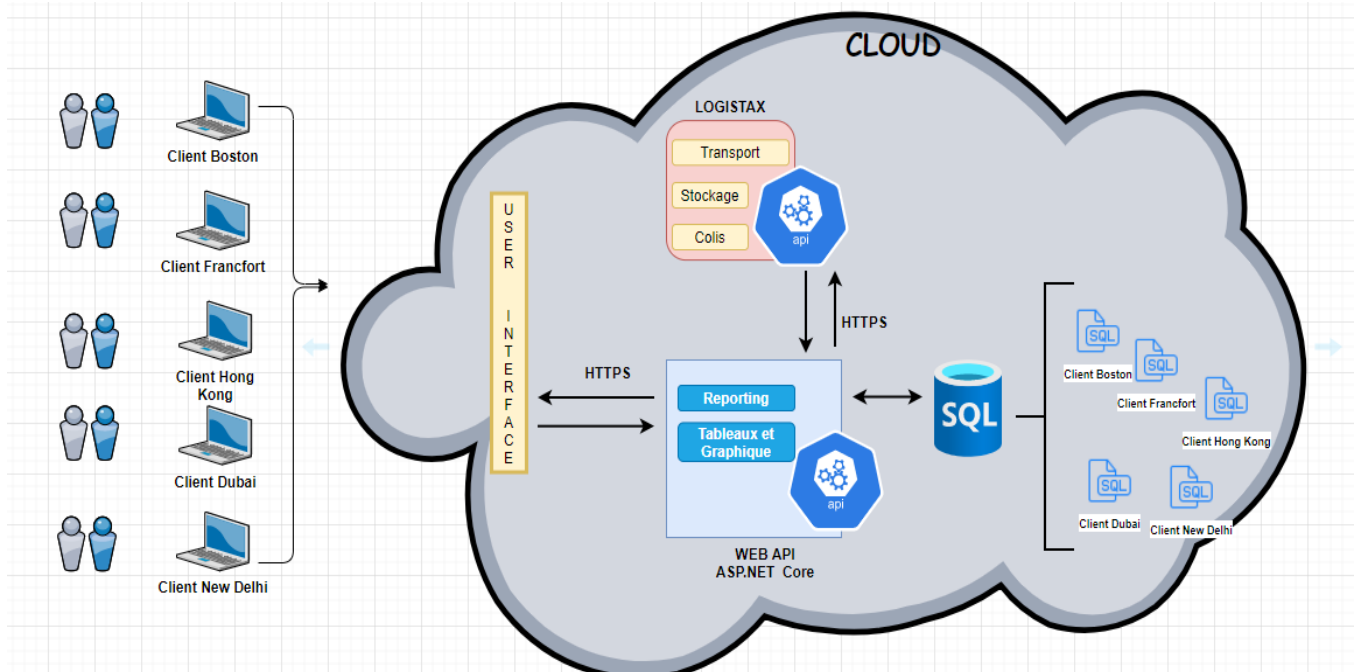 CLOUD
LOGISTAX
Transport
Stockage
Colis
api
HTTPS
Client Boston
Client Francfort
Client Hong
Kong
Client Dubai
Client New Delhi
USER INTERFACE
HTTPS
Reporting
Tableaux et
Graphique
api
WEB API
ASP.NET Core
SQL
SQL
Client Boston
SQL
Client Francfort
SQL
Client Hong Kong
SQL
Client Dubai
SQL
Client New Delhi